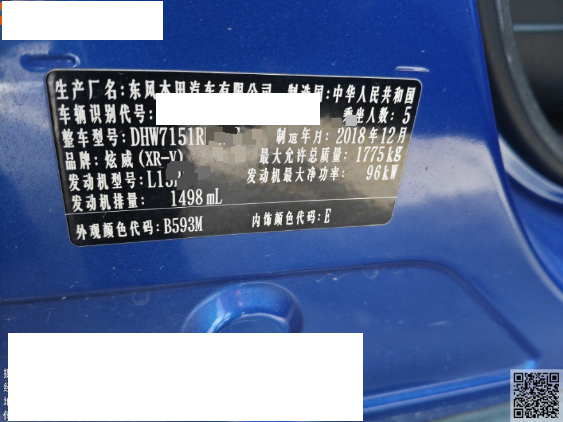 生产厂名:东风本田汽车有限公司 制造国:中华人民共和国
车辆识别代号: 乘坐人数:5
整车型号:DHW7151R 制造年月:2018年12月
品牌:炫威(XR-V) 最大允许总质量:1775kg
发动机型号:L15 发动机最大净功率:96kW
发动机排量:1498mL
外观颜色代码:B593M 内饰颜色代码:E